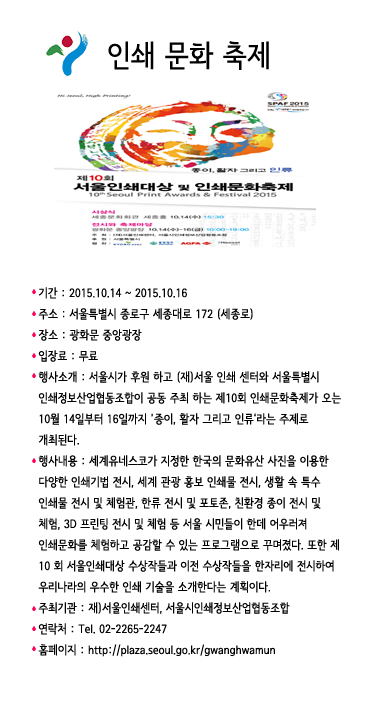 인쇄 문화 축제
Hi Seoul, High Printing!
SPAF 2015
종이, 활자 그리고 인류
제10회
서울인쇄대상 및 인쇄문화축제
10th Seoul Print Awards & Festival 2015
시상식
세종문화회관 세종홀 10.14(수) 15:30
전시와 축제마당
광화문 중앙광장 10.14(수)-16(금) 10:00-19:00
♦기간 : 2015.10.14 ~ 2015.10.16
♦주소 : 서울특별시 종로구 세종대로 172 (세종로)
♦장소 : 광화문 중앙광장
♦입장료 : 무료
♦행사소개 : 서울시가 후원 하고 (재)서울 인쇄 센터와 서울특별시
인쇄정보산업협동조합이 공동 주최 하는 제10회 인쇄문화축제가 오는
10월 14일부터 16일까지 '종이, 활자 그리고 인류'라는 주제로
개최된다.
♦행사내용 : 세계유네스코가 지정한 한국의 문화유산 사진을 이용한
다양한 인쇄기법 전시, 세계 관광 홍보 인쇄물 전시, 생활 속 특수
인쇄물 전시 및 체험관, 한류 전시 및 포토존, 친환경 종이 전시 및
체험, 3D 프린팅 전시 및 체험 등 서울 시민들이 한데 어우러져
인쇄문화를 체험하고 공감할 수 있는 프로그램으로 꾸며졌다. 또한 제
10 회 서울인쇄대상 수상작들과 이전 수상작들을 한자리에 전시하여
우리나라의 우수한 인쇄 기술을 소개한다는 계획이다.
♦주최기관 : 재)서울인쇄센터, 서울시인쇄정보산업협동조합
♦연락처 : Tel. 02-2265-2247
♦홈페이지 : http://plaza.seoul.go.kr/gwanghwamun